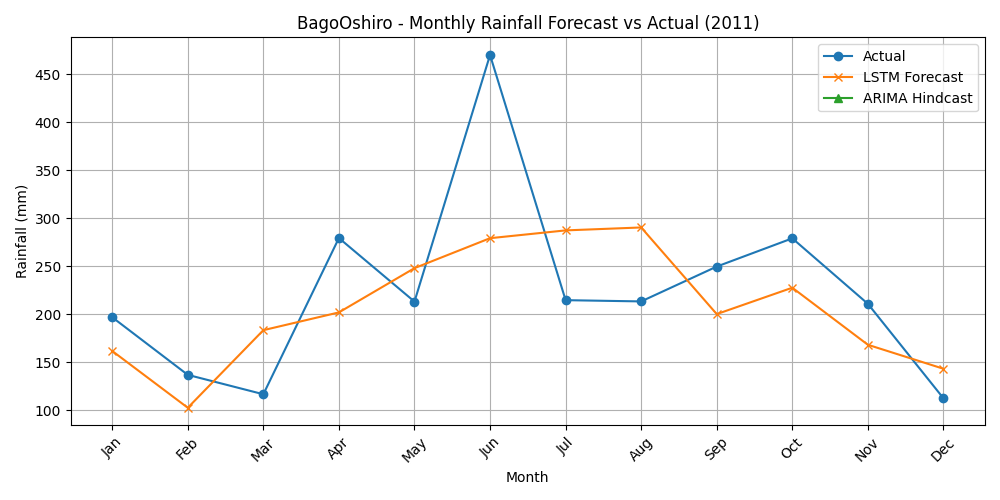 BagoOshiro - Monthly Rainfall Forecast vs Actual (2011)
Actual
LSTM Forecast
ARIMA Hindcast
Rainfall (mm)
450
400
350
300
250
200
150
100
Jan
Feb
Mar
Apr
May
Jun
Jul
Aug
Sep
Oct
Nov
Dec
Month